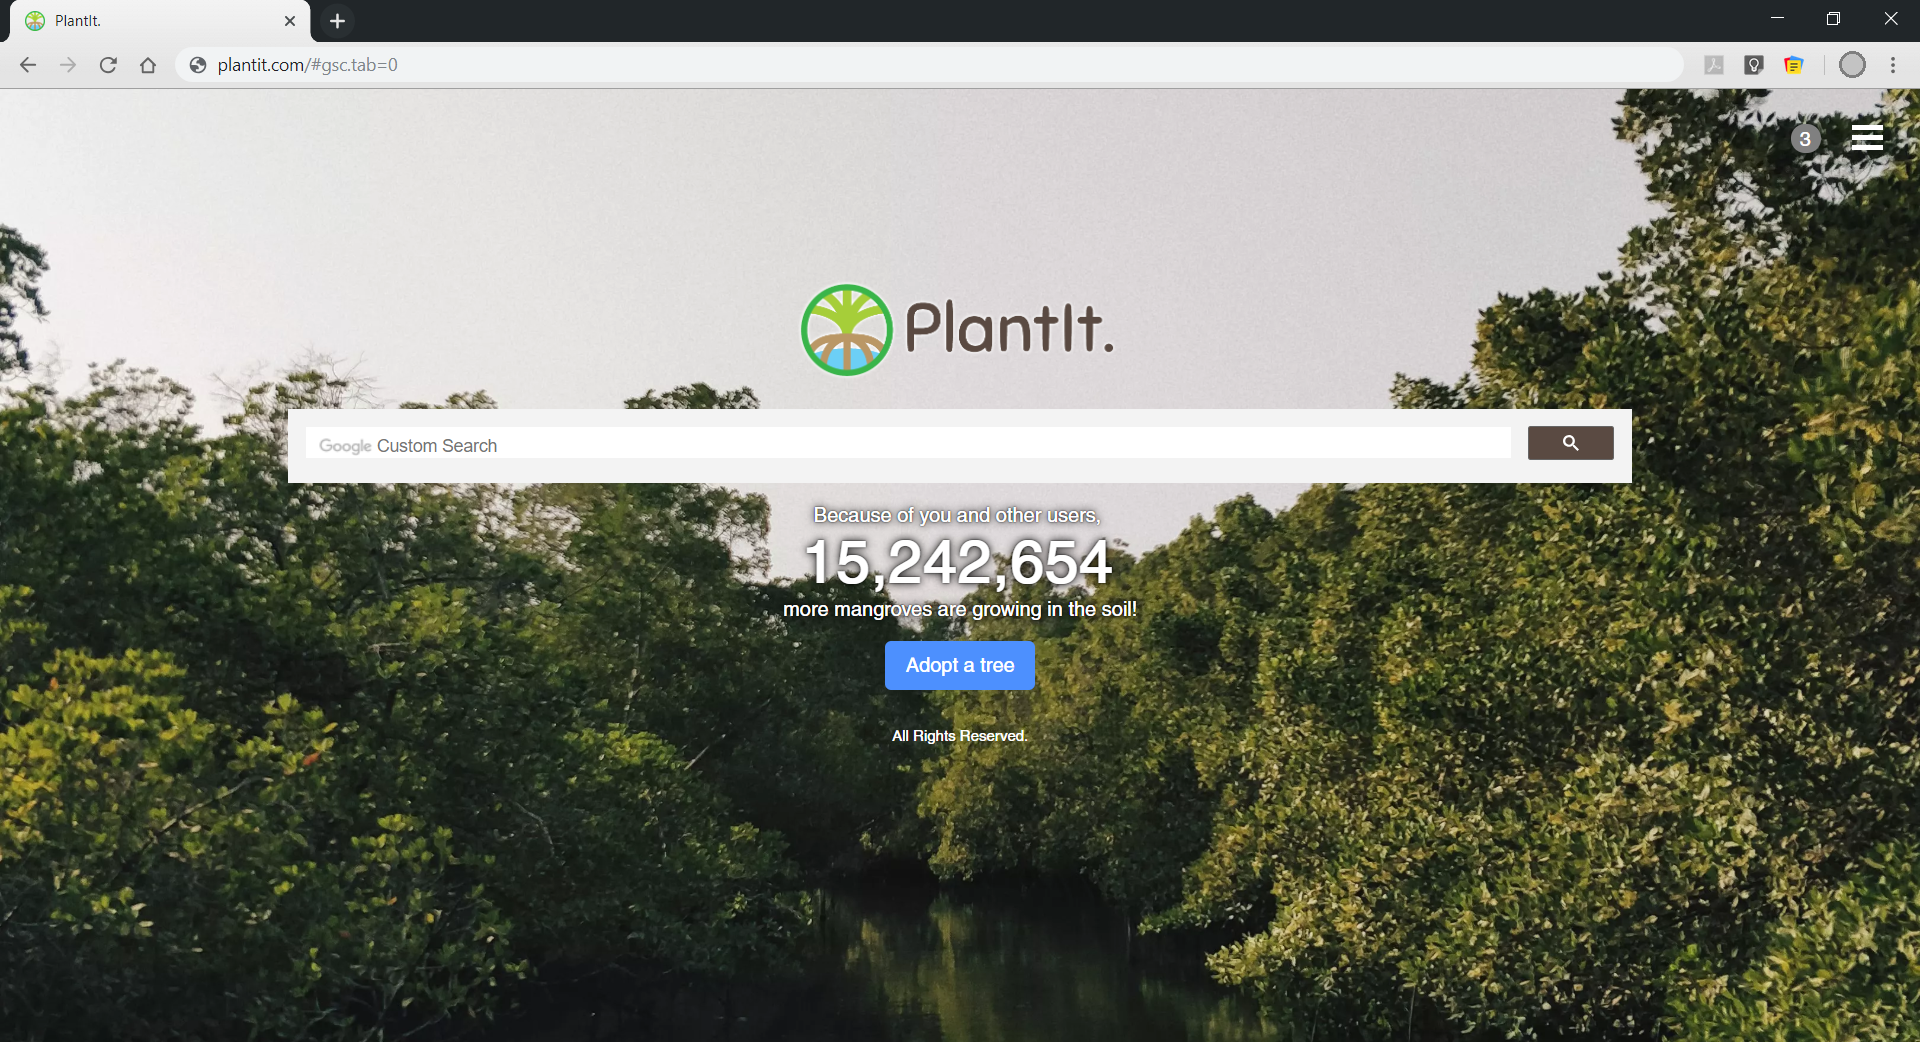 PlantIt.
plantit.com/#gsc.tab=0
3
PlantIt.
Google Custom Search
Because of you and other users,
15,242,654
more mangroves are growing in the soil!
Adopt a tree
All Rights Reserved.